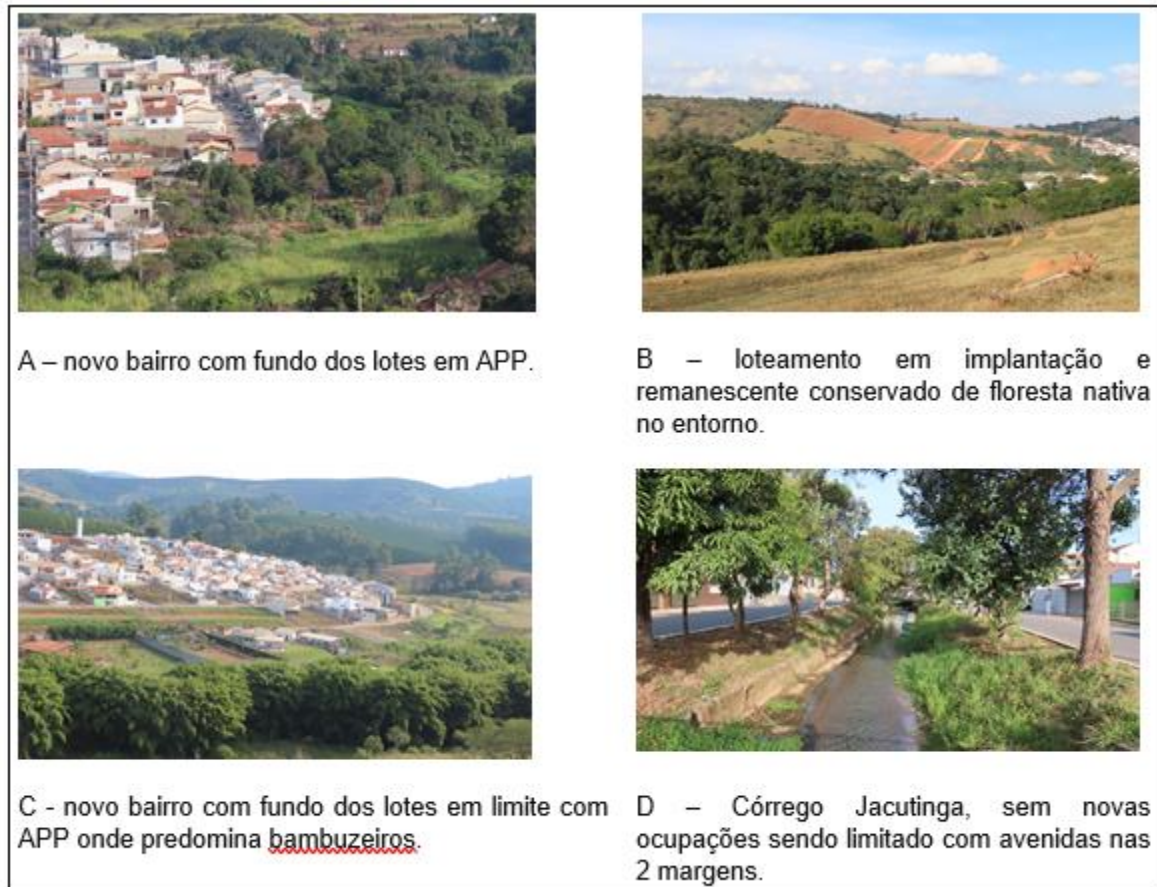 A – novo bairro com fundo dos lotes em APP.
B – loteamento em implantação e
remanescente conservado de floresta nativa
no entorno.
C - novo bairro com fundo dos lotes em limite com
APP onde predomina bambuzeiros.
D – Córrego Jacutinga, sem novas
ocupações sendo limitado com avenidas nas
2 margens.